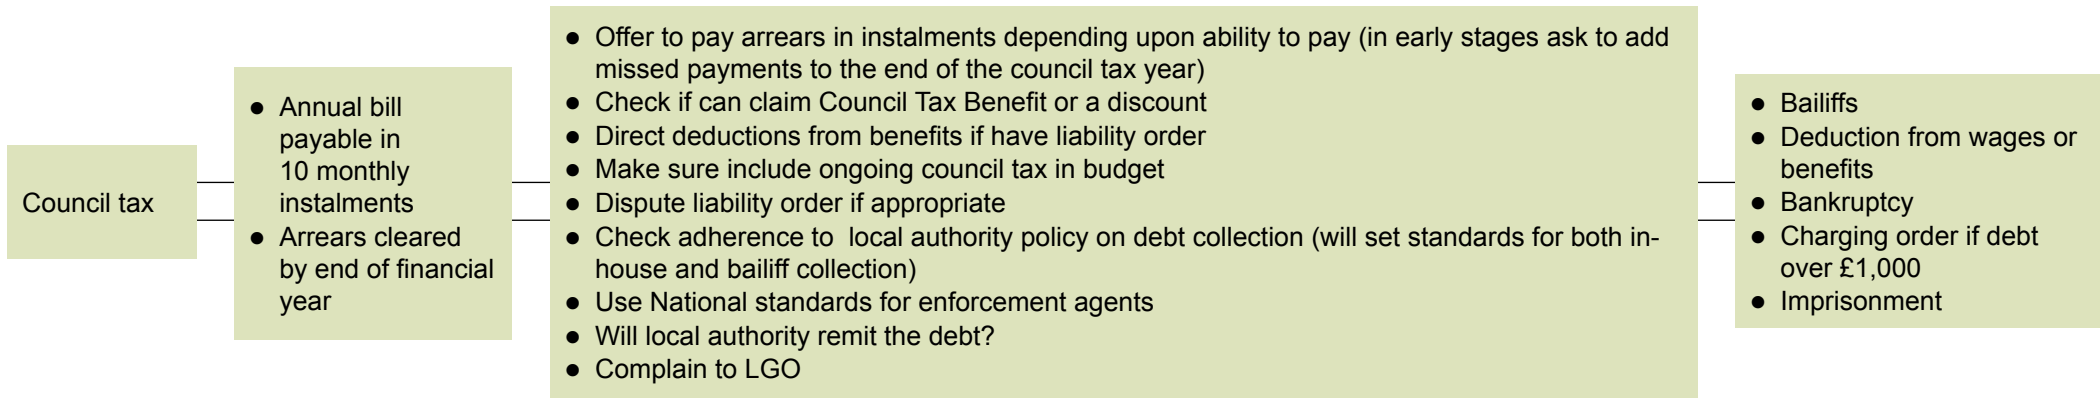 Council tax
● Annual bill
payable in
10 monthly
instalments
● Arrears cleared
by end of financial
year
● Offer to pay arrears in instalments depending upon ability to pay (in early stages ask to add
missed payments to the end of the council tax year)
● Check if can claim Council Tax Benefit or a discount
● Direct deductions from benefits if have liability order
● Make sure include ongoing council tax in budget
● Dispute liability order if appropriate
● Check adherence to  local authority policy on debt collection (will set standards for both in-
house and bailiff collection)
● Use National standards for enforcement agents
● Will local authority remit the debt?
● Complain to LGO
● Bailiffs
● Deduction from wages or
benefits
● Bankruptcy
● Charging order if debt
over £1,000
● Imprisonment